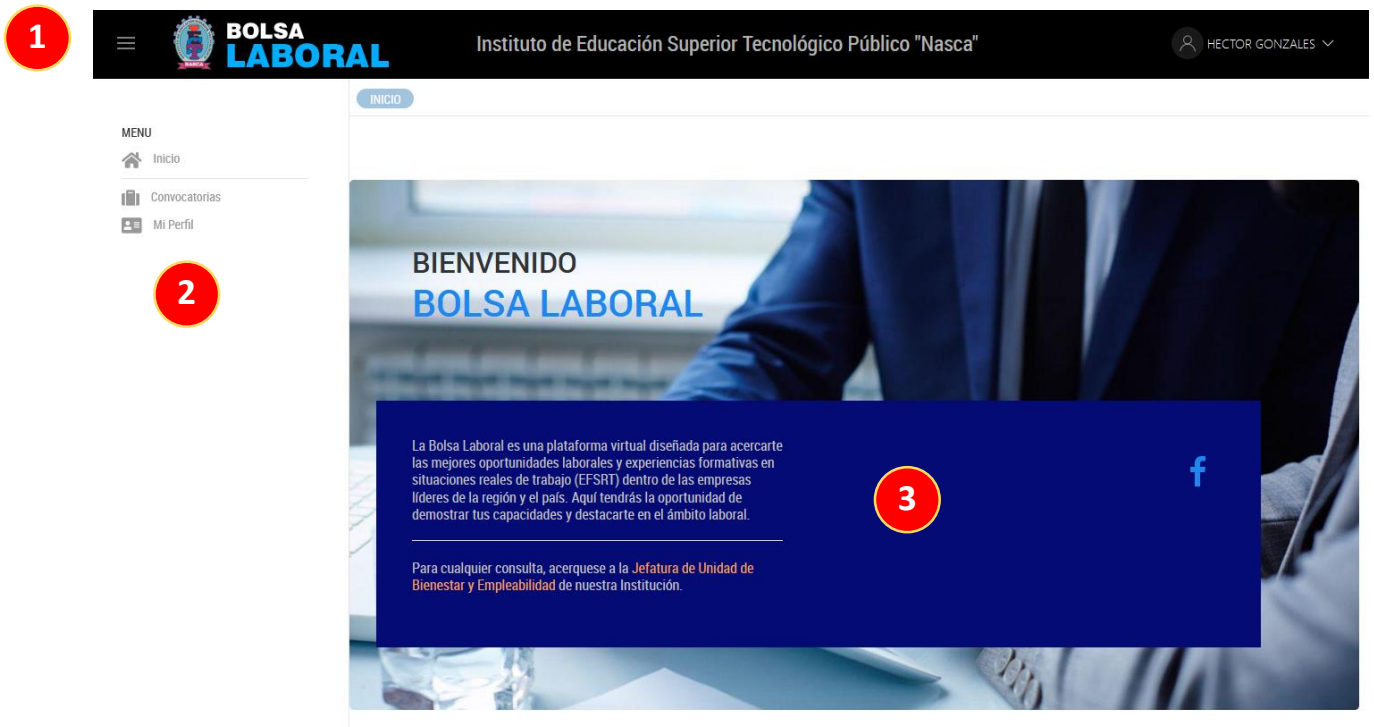 1
BOLSA
LABORAL
NASCA
Instituto de Educación Superior Tecnológico Público "Nasca"
HECTOR GONZALES
INICIO
MENU
Inicio
Convocatorias
Mi Perfil
2
BIENVENIDO
BOLSA LABORAL
La Bolsa Laboral es una plataforma virtual diseñada para acercarte
las mejores oportunidades laborales y experiencias formativas en
situaciones reales de trabajo (EFSRT) dentro de las empresas
líderes de la región y el país. Aquí tendrás la oportunidad de
demostrar tus capacidades y destacarte en el ámbito laboral.
3
Para cualquier consulta, acerquese a la Jefatura de Unidad de
Bienestar y Empleabilidad de nuestra Institución.